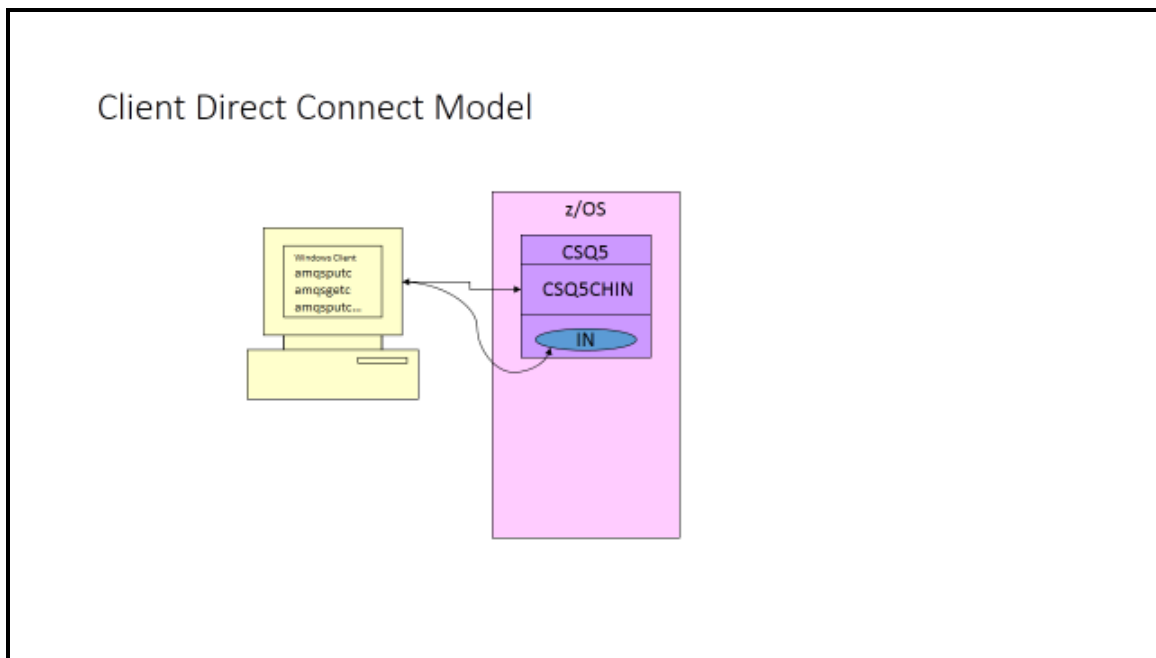 Client Direct Connect Model
z/OS
CSQ5
Windows Client
amqsputc
amqsgetc
amqsputc...
CSQ5CHIN
IN